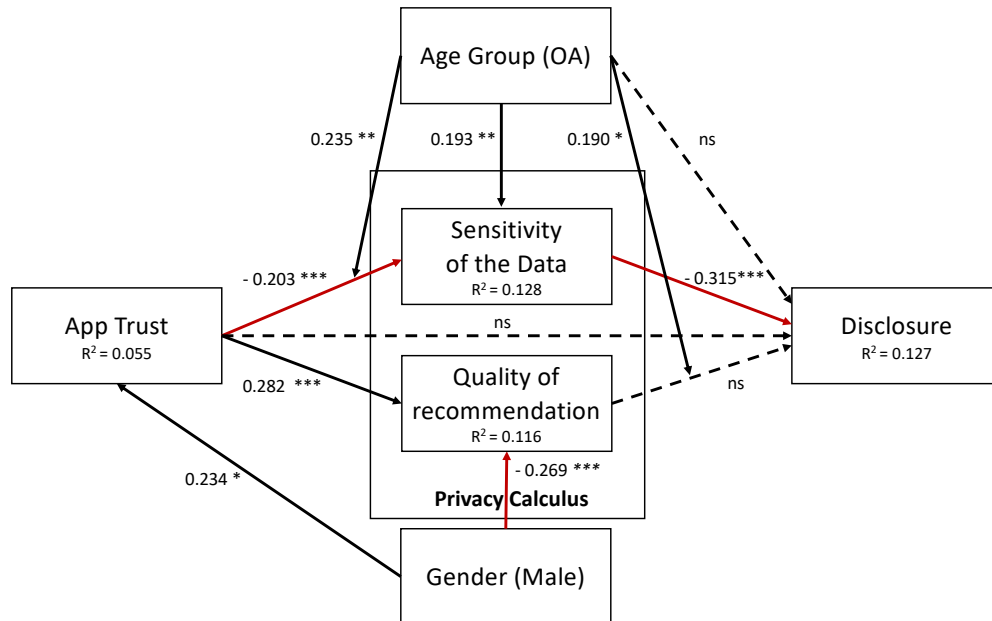 Age Group (OA)
0.235 **
0.193 **
0.190 *
ns
Sensitivity
of the Data
R² = 0.128
- 0.203 ***
- 0.315***
App Trust
R² = 0.055
ns
Disclosure
R² = 0.127
0.282 ***
Quality of
recommendation
R² = 0.116
ns
0.234 *
- 0.269 ***
Privacy Calculus
Gender (Male)